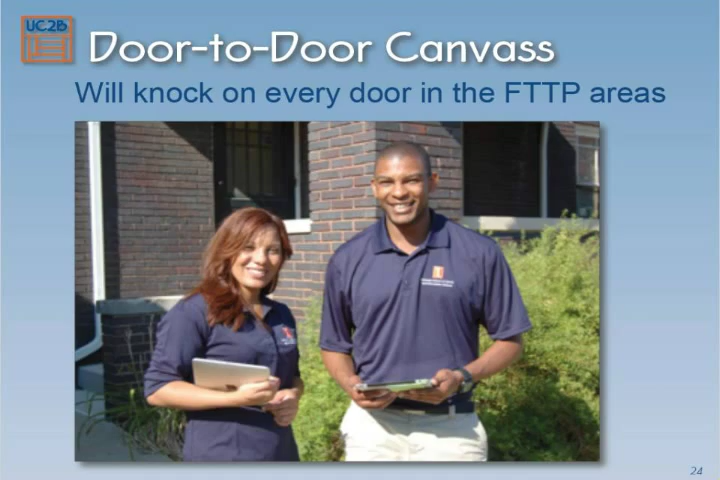 UC2B
Door-to-Door Canvass
Will knock on every door in the FTTP areas
24